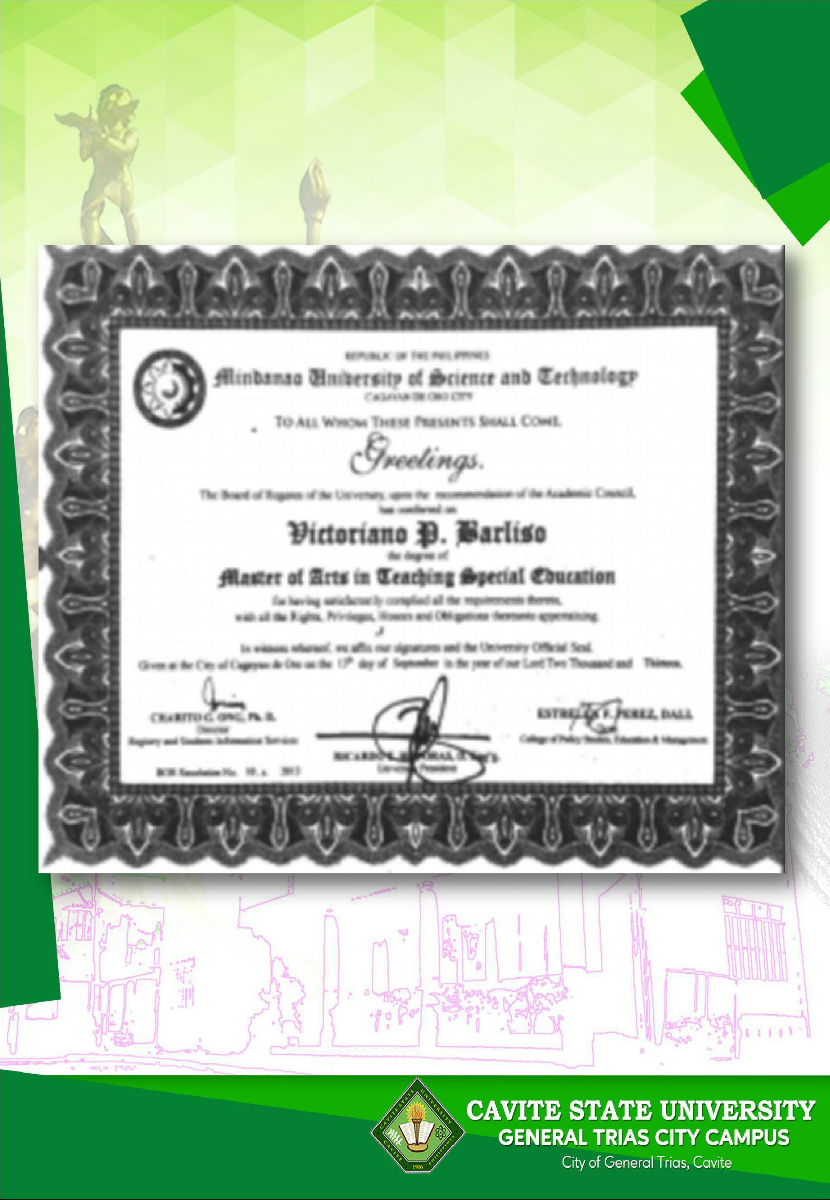 REPUBLIC OF THE PHILIPPINES
Mindanao University of Science and Technology
CAGAYAN DE ORO CITY
TO ALL WHOM THESE PRESENTS SHALL COME,
Greetings.
The Board of Regents of the University, upon the recommendation of the Academic Council,
has conferred on
Victoriano P. Barliso
the degree of
Master of Arts in Teaching Special Education
for having satisfactorily complied all the requirements thereto,
with all the Rights, Privileges, Honors and Obligations thereunto appertaining.
In witness whereof, we affix our signatures and the University Official Seal.
Given at the City of Cagayan de Oro on the 13th day of September in the year of our Lord Two Thousand and Thirteen.
CHARITO G. ONG, Ph. D.
Director
Registry and Students Information Services
ESTRELLA F. PEREZ, DALL
Dean
College of Policy Studies, Education & Management
RICARDO
University President
BOR Resolution No. 2013
CAVITE STATE UNIVERSITY
GENERAL TRIAS CITY CAMPUS
City of General Trias, Cavite
1906